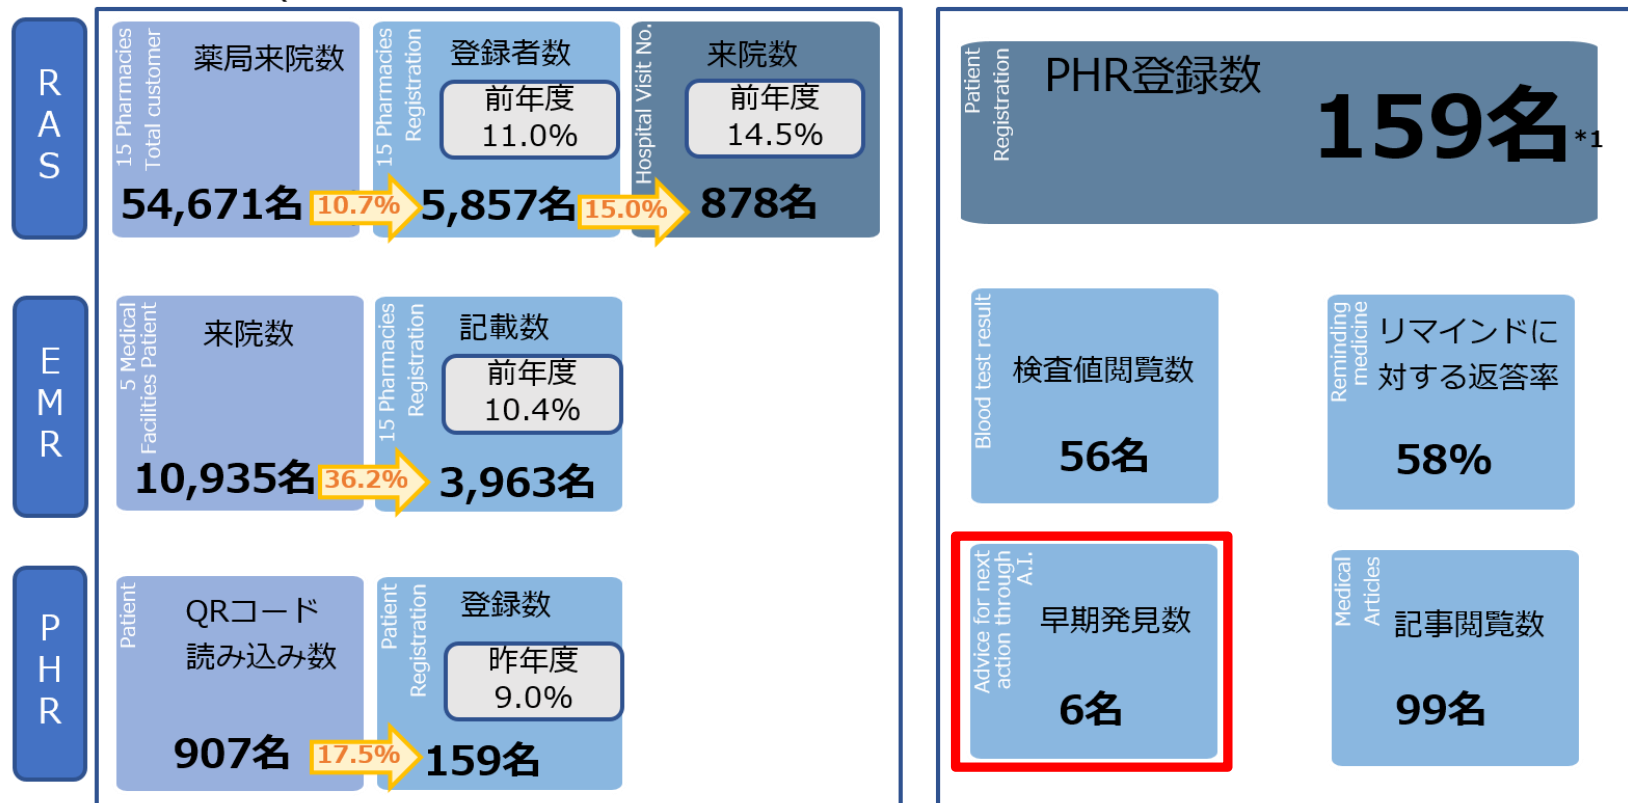 RAS
15 Pharmacies
Total customer
薬局来院数
54,671名
10.7%
15 Pharmacies
Registration
登録者数
前年度
11.0%
5,857名
15.0%
Hospital Visit No.
来院数
前年度
14.5%
878名
EMR
5 Medical
Facilities Patient
来院数
10,935名
36.2%
15 Pharmacies
Registration
記載数
前年度
10.4%
3,963名
PHR
Patient
QRコード
読み込み数
907名
17.5%
Patient
Registration
登録数
昨年度
9.0%
159名
Patient
Registration
PHR登録数
159名*1
Blood test result
検査値閲覧数
56名
Reminding
medicine
リマインドに
対する返答率
58%
Advice for next
action through
A.I.
早期発見数
6名
Medical
Articles
記事閲覧数
99名